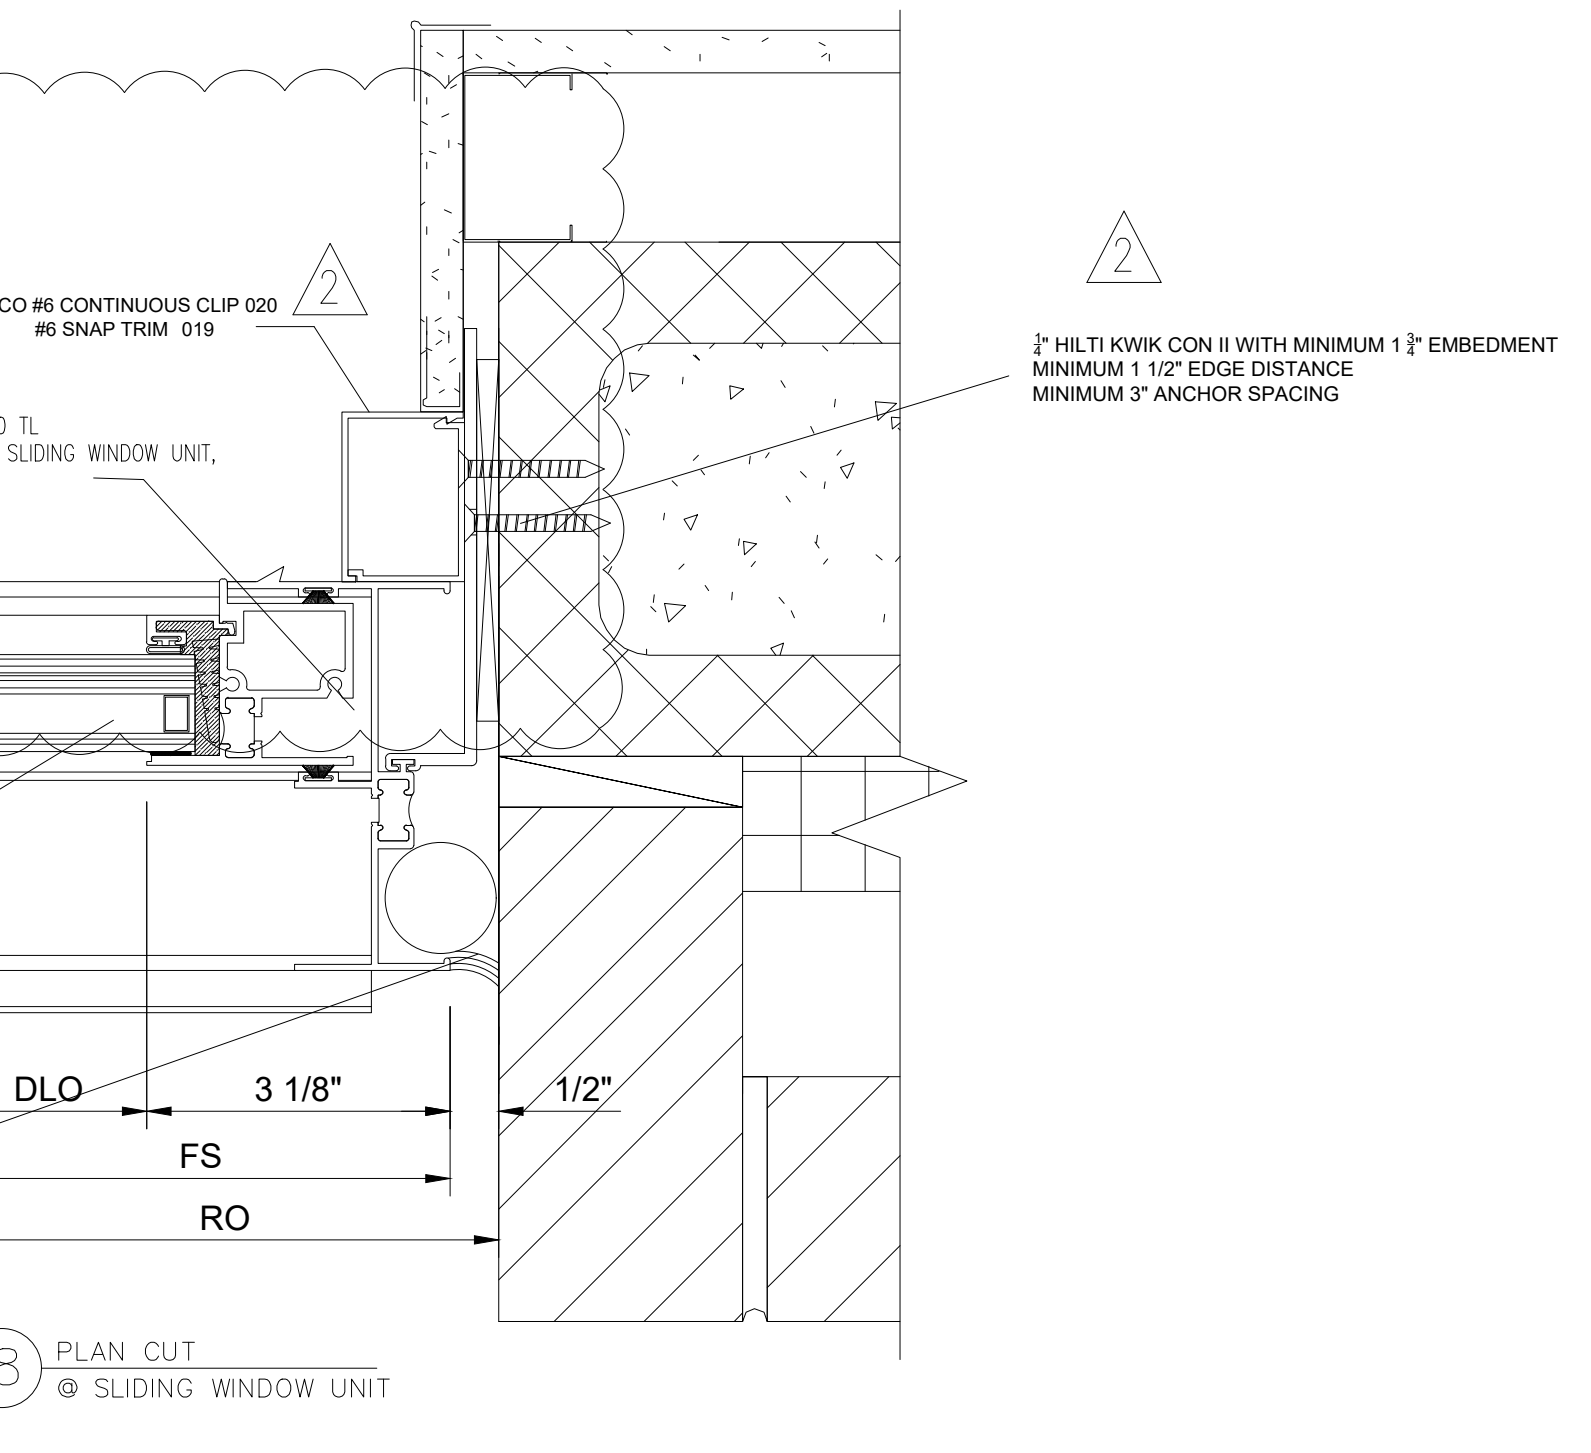 2
CO #6 CONTINUOUS CLIP 020
#6 SNAP TRIM 019
2
1/4" HILTI KWIK CON II WITH MINIMUM 1 3/4" EMBEDMENT
MINIMUM 1 1/2" EDGE DISTANCE
MINIMUM 3" ANCHOR SPACING
0 TL
SLIDING WINDOW UNIT,
DLO
3 1/8"
1/2"
FS
RO
8
PLAN CUT
@ SLIDING WINDOW UNIT